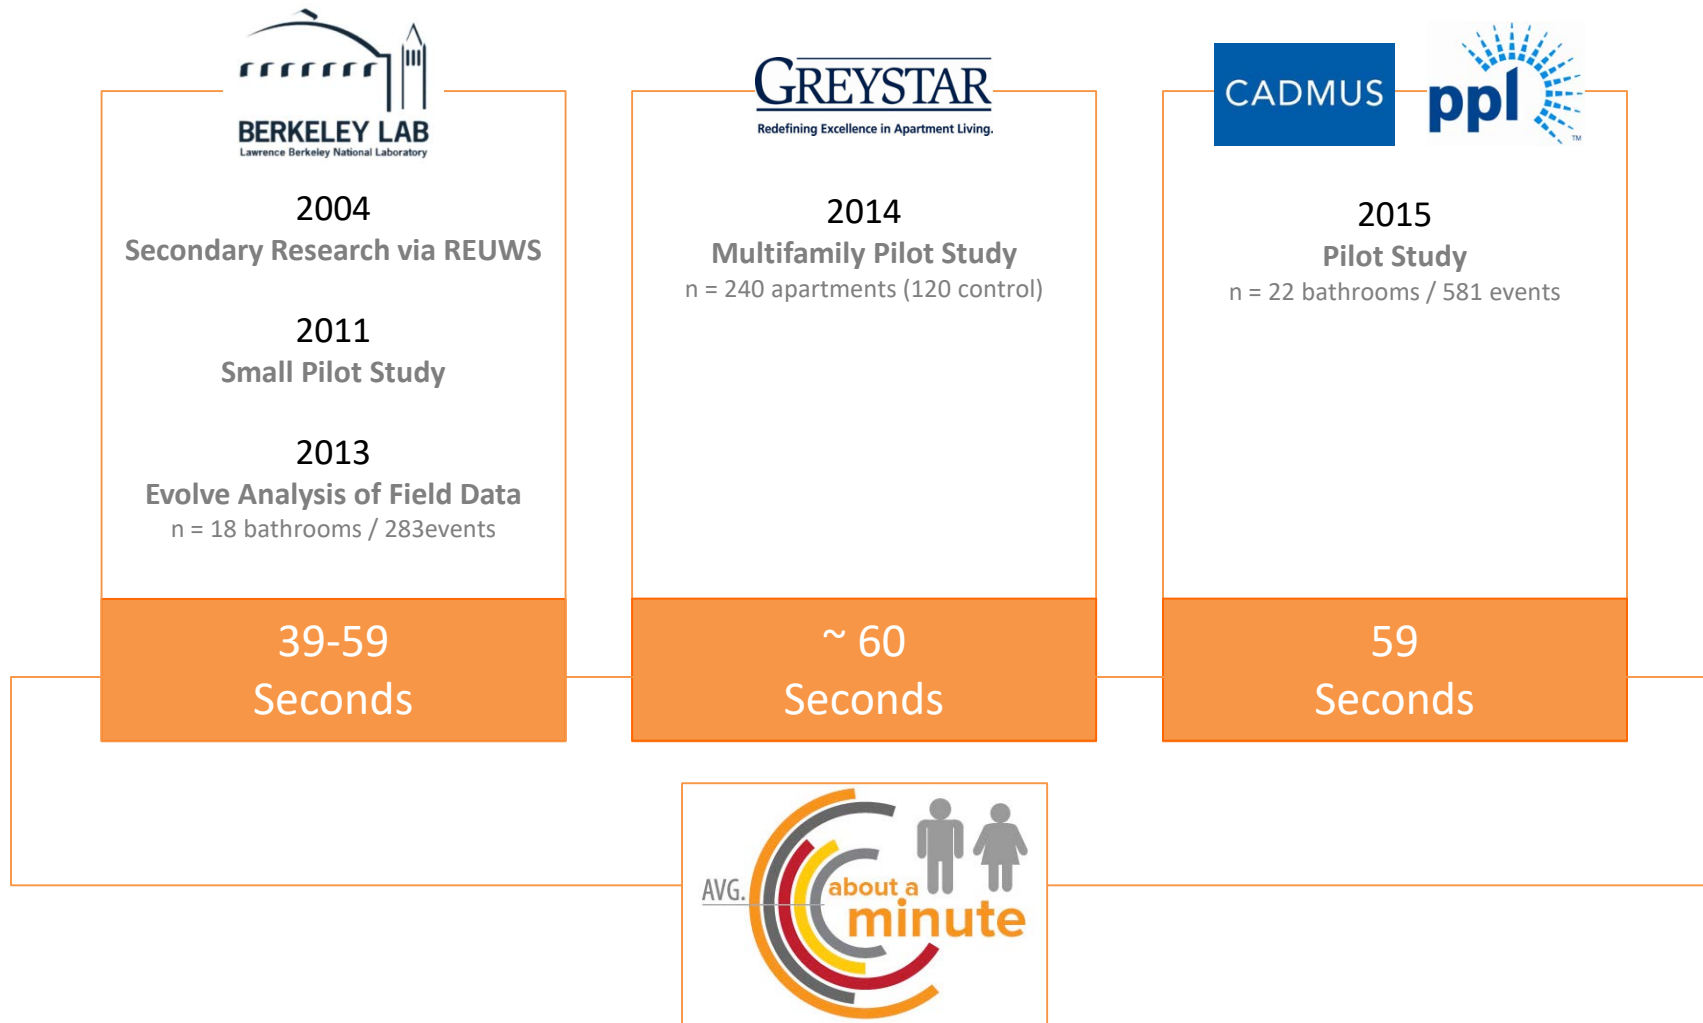 BERKELEY LAB
Lawrence Berkeley National Laboratory
2004
Secondary Research via REUWS
2011
Small Pilot Study
2013
Evolve Analysis of Field Data
n = 18 bathrooms / 283events
39-59
Seconds
GREYSTAR
Redefining Excellence in Apartment Living.
2014
Multifamily Pilot Study
n = 240 apartments (120 control)
~ 60
Seconds
CADMUS
ppl
TM
2015
Pilot Study
n = 22 bathrooms / 581 events
59
Seconds
AVG.
about a
minute